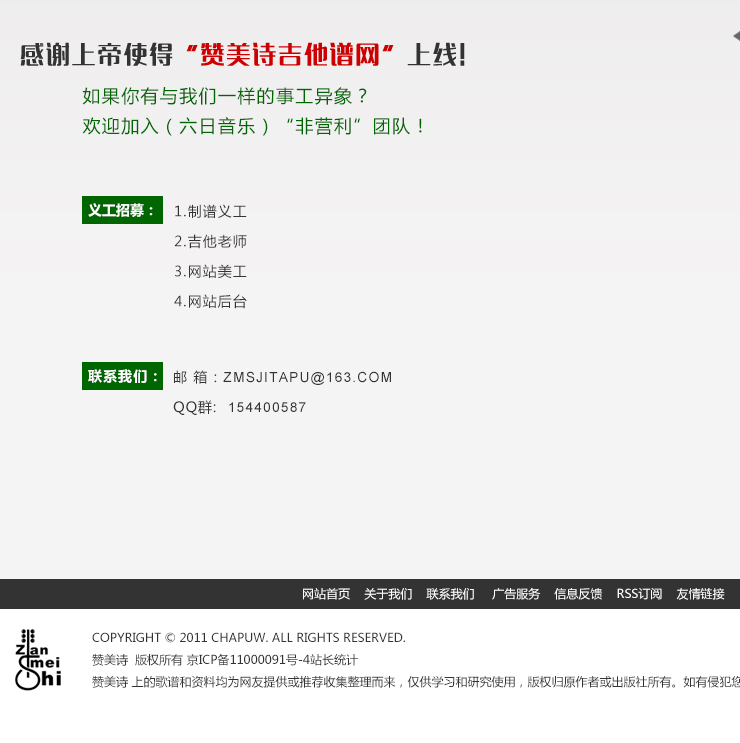 感谢上帝使得 “赞美诗吉他谱网” 上线!
如果你有与我们一样的事工异象？
欢迎加入（六日音乐）“非营利”团队！
义工招募： 1.制谱义工
2.吉他老师
3.网站美工
4.网站后台
联系我们： 邮 箱：ZMSJITAPU@163.COM
QQ群: 154400587
网站首页 关于我们 联系我们 广告服务 信息反馈 RSS订阅 友情链接
zan
mei
shi
COPYRIGHT © 2011 CHAPUW. ALL RIGHTS RESERVED.
赞美诗 版权所有 京ICP备11000091号-4站长统计
赞美诗 上的歌谱和资料均为网友提供或推荐收集整理而来，仅供学习和研究使用，版权归原作者或出版社所有。如有侵犯您